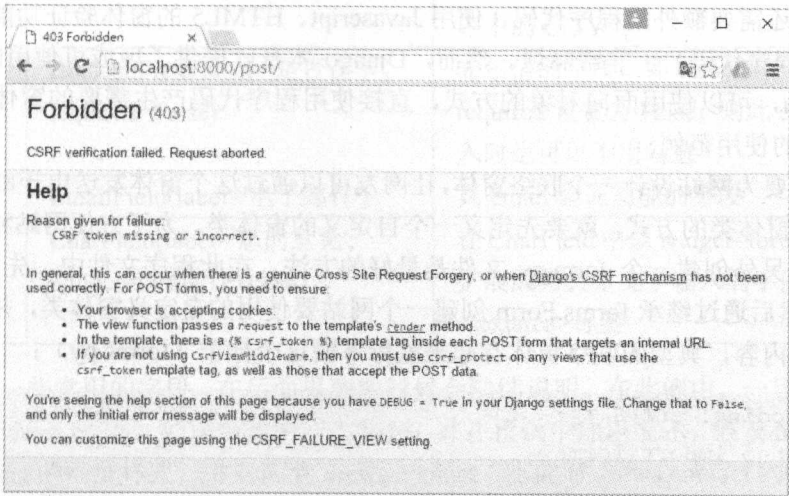 403 Forbidden
localhost:8000/post/
Forbidden (403)
CSRF verification failed. Request aborted.
Help
Reason given for failure:
CSRF token missing or incorrect.
In general, this can occur when there is a genuine Cross Site Request Forgery, or when Django's CSRF mechanism has not been
used correctly. For POST forms, you need to ensure:
• Your browser is accepting cookies.
• The view function passes a request to the template's render method.
• In the template, there is a {% csrf_token %} template tag inside each POST form that targets an internal URL.
• If you are not using CsrfViewMiddleware, then you must use csrf_protect on any views that use the
csrf_token template tag, as well as those that accept the POST data.
You're seeing the help section of this page because you have DEBUG = True in your Django settings file. Change that to False,
and only the initial error message will be displayed.
You can customize this page using the CSRF_FAILURE_VIEW setting.